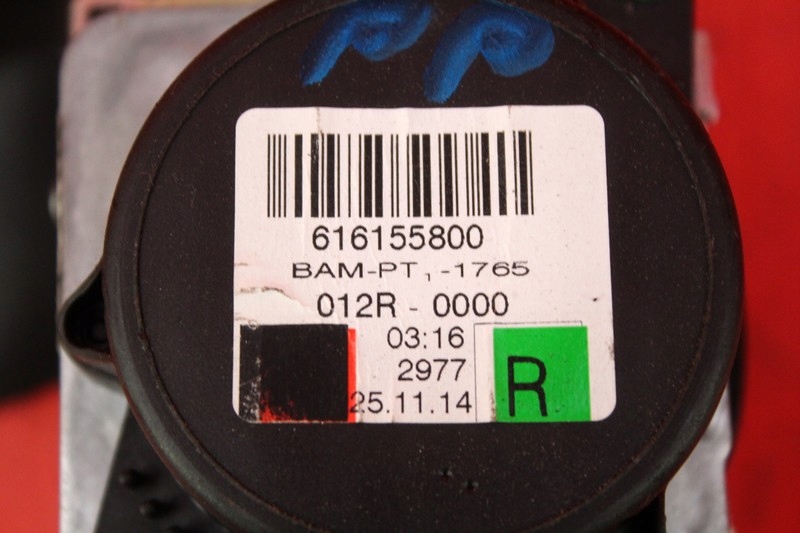 PP
616155800
BAM-PT, -1765
012R - 0000
03:16
2977
25.11.14
R